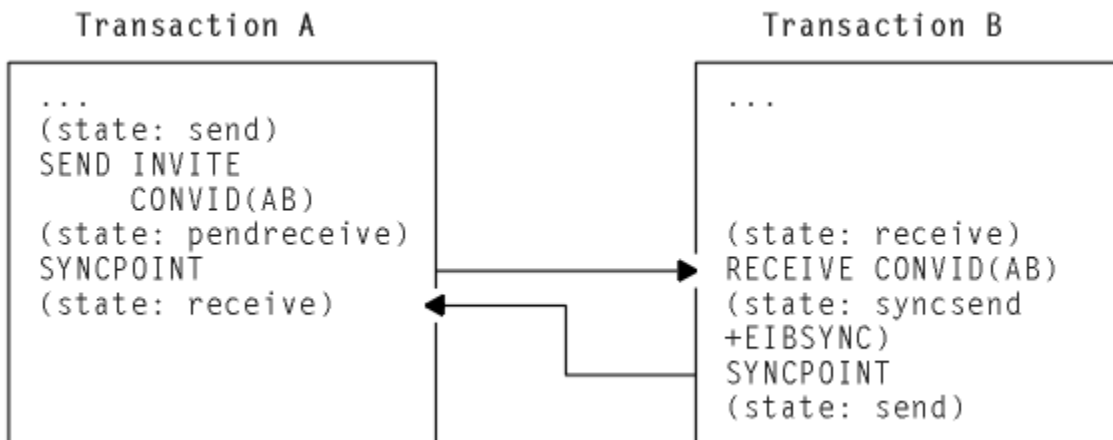 Transaction A
Transaction B
...
(state: send)
SEND INVITE
CONVID(AB)
(state: pendreceive)
SYNCPOINT
(state: receive)
...
(state: receive)
RECEIVE CONVID(AB)
(state: syncsend
+EIBSYNC)
SYNCPOINT
(state: send)